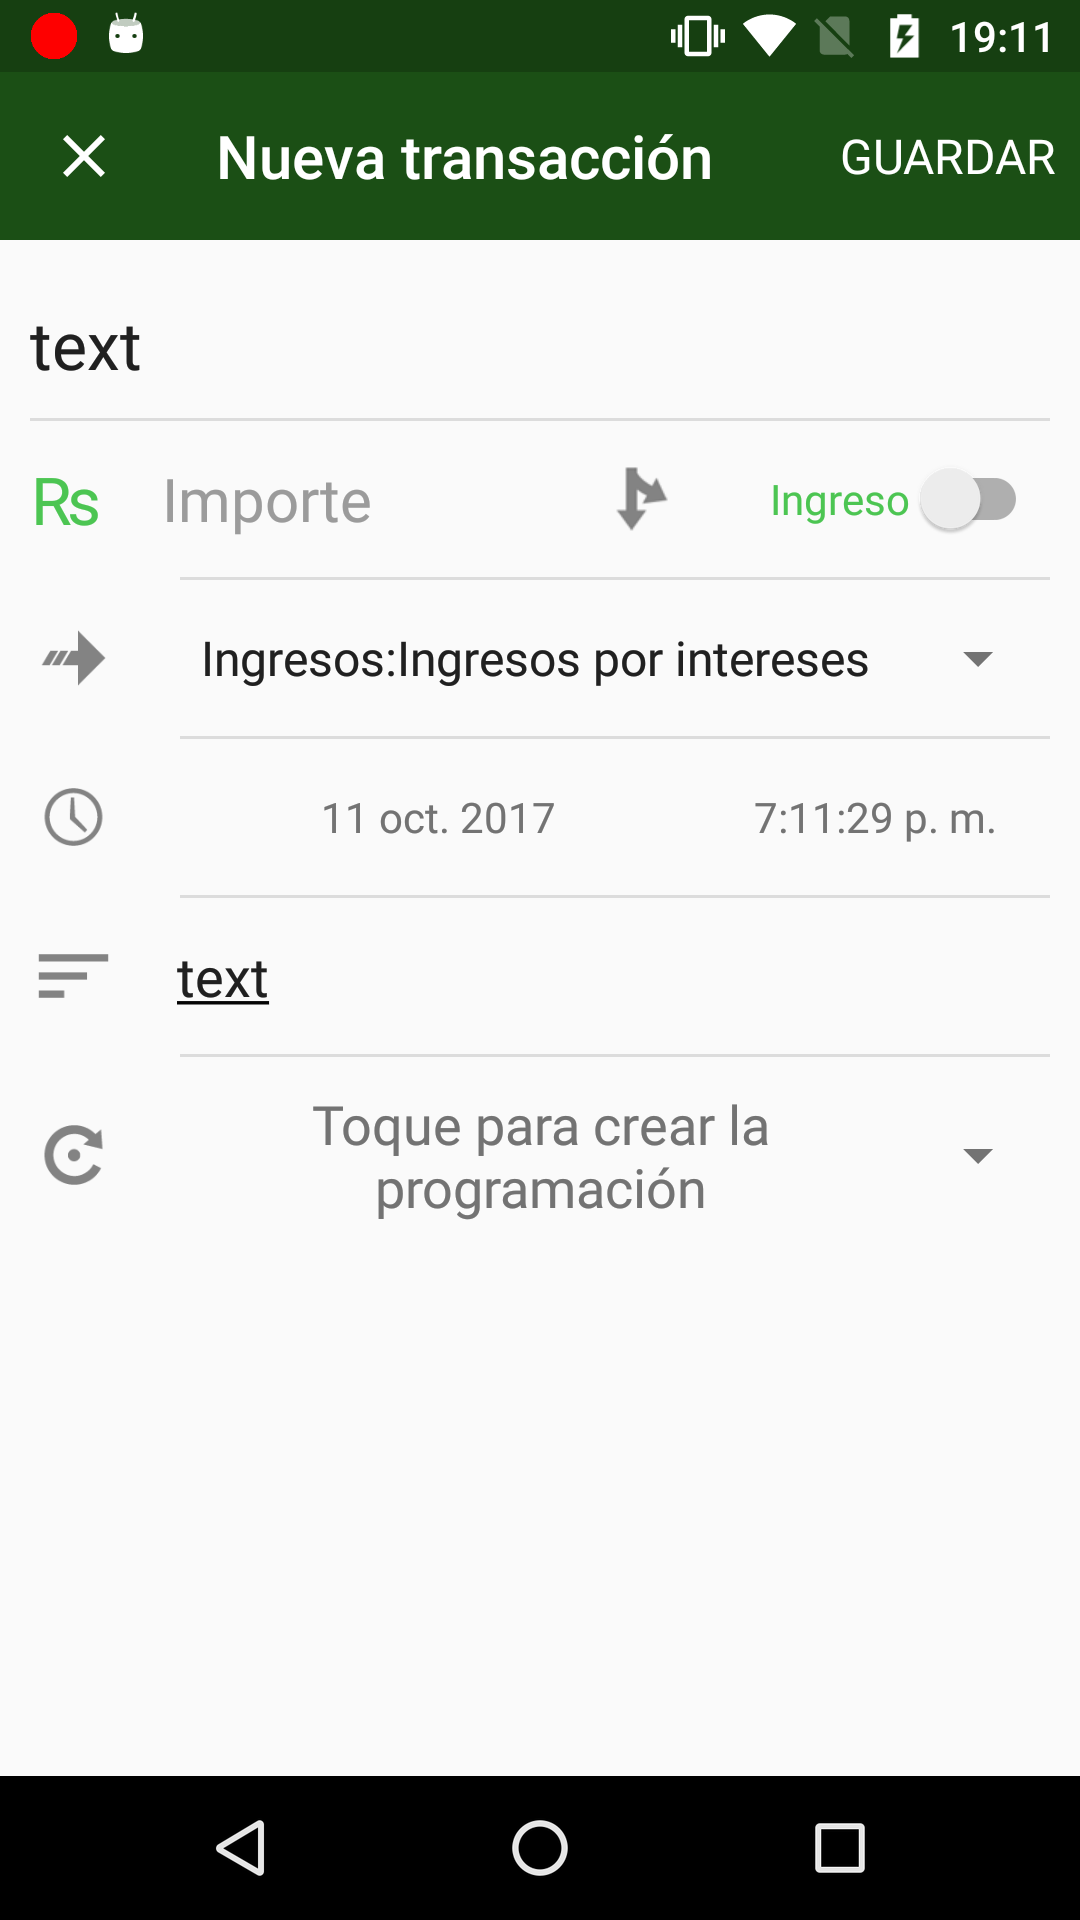 19:11
Nueva transacción GUARDAR
text
Rs Importe Ingreso
Ingresos:Ingresos por intereses
11 oct. 2017 7:11:29 p. m.
text
Toque para crear la
programación